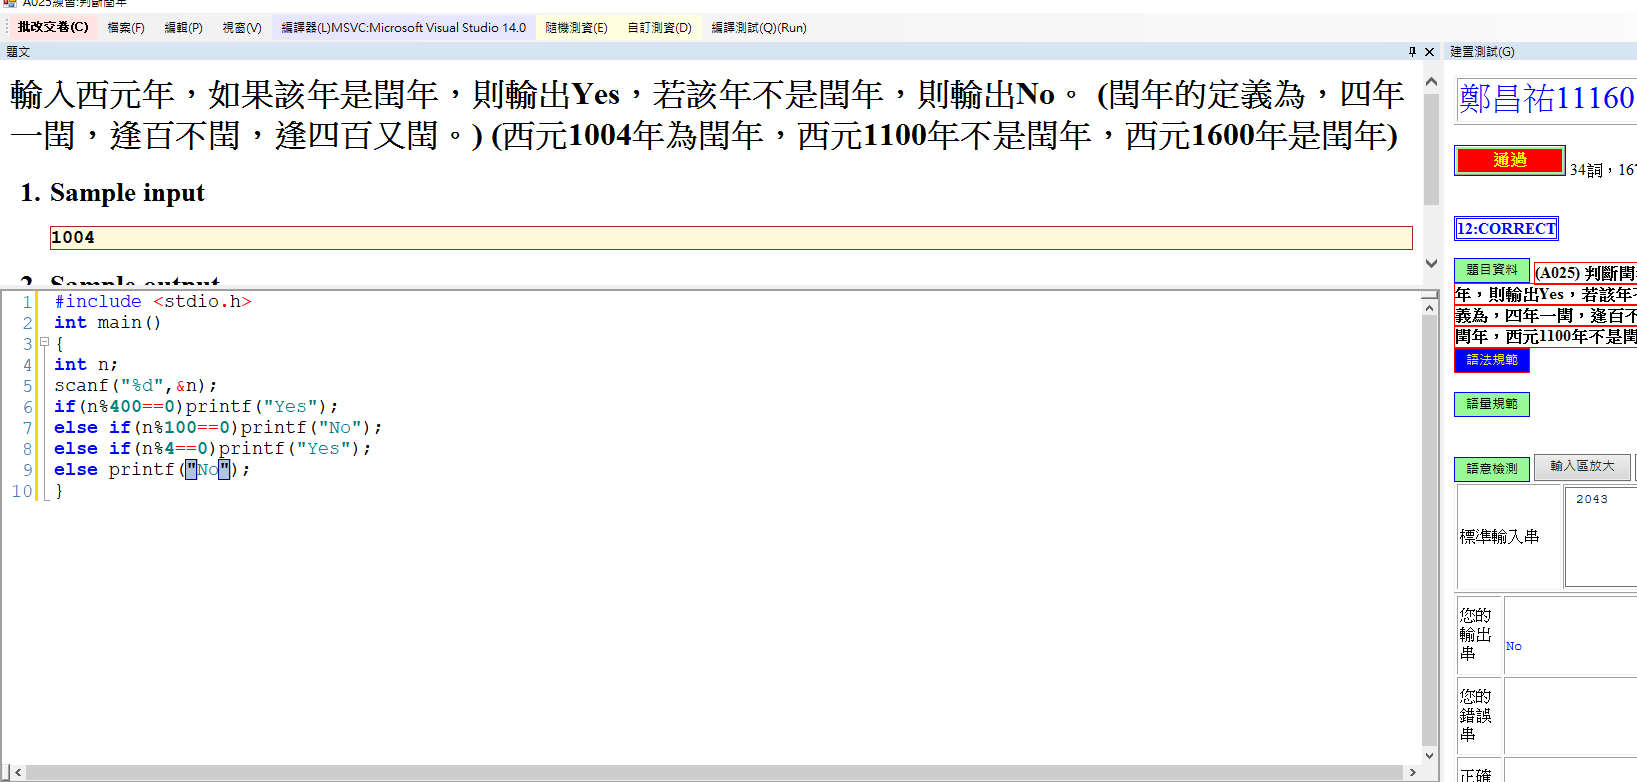 A025練習:判斷閏年
批改交卷(C) 檔案(F) 編輯(P) 視窗(V) 編譯器(L)MSVC:Microsoft Visual Studio 14.0 隨機測資(E) 自訂測資(D) 編譯測試(Q)(Run)
題文
建置測試(G)
輸入西元年，如果該年是閏年，則輸出Yes，若該年不是閏年，則輸出No。 (閏年的定義為，四年
一閏，逢百不閏，逢四百又閏。) (西元1004年為閏年，西元1100年不是閏年，西元1600年是閏年)
1. Sample input
1004
2. Sample output
1 #include <stdio.h>
2 int main()
3 {
4 int n;
5 scanf("%d",&n);
6 if(n%400==0)printf("Yes");
7 else if(n%100==0)printf("No");
8 else if(n%4==0)printf("Yes");
9 else printf("No");
10 }
鄭昌祐11160
通過 34詞，167
12:CORRECT
題目資料 (A025) 判斷閏
年，則輸出Yes，若該年不
義為，四年一閏，逢百不
閏年，西元1100年不是閏
語法規範
語量規範
語意檢測 輸入區放大
標準輸入串
2043
您的
輸出
串
No
您的
錯誤
串
正確